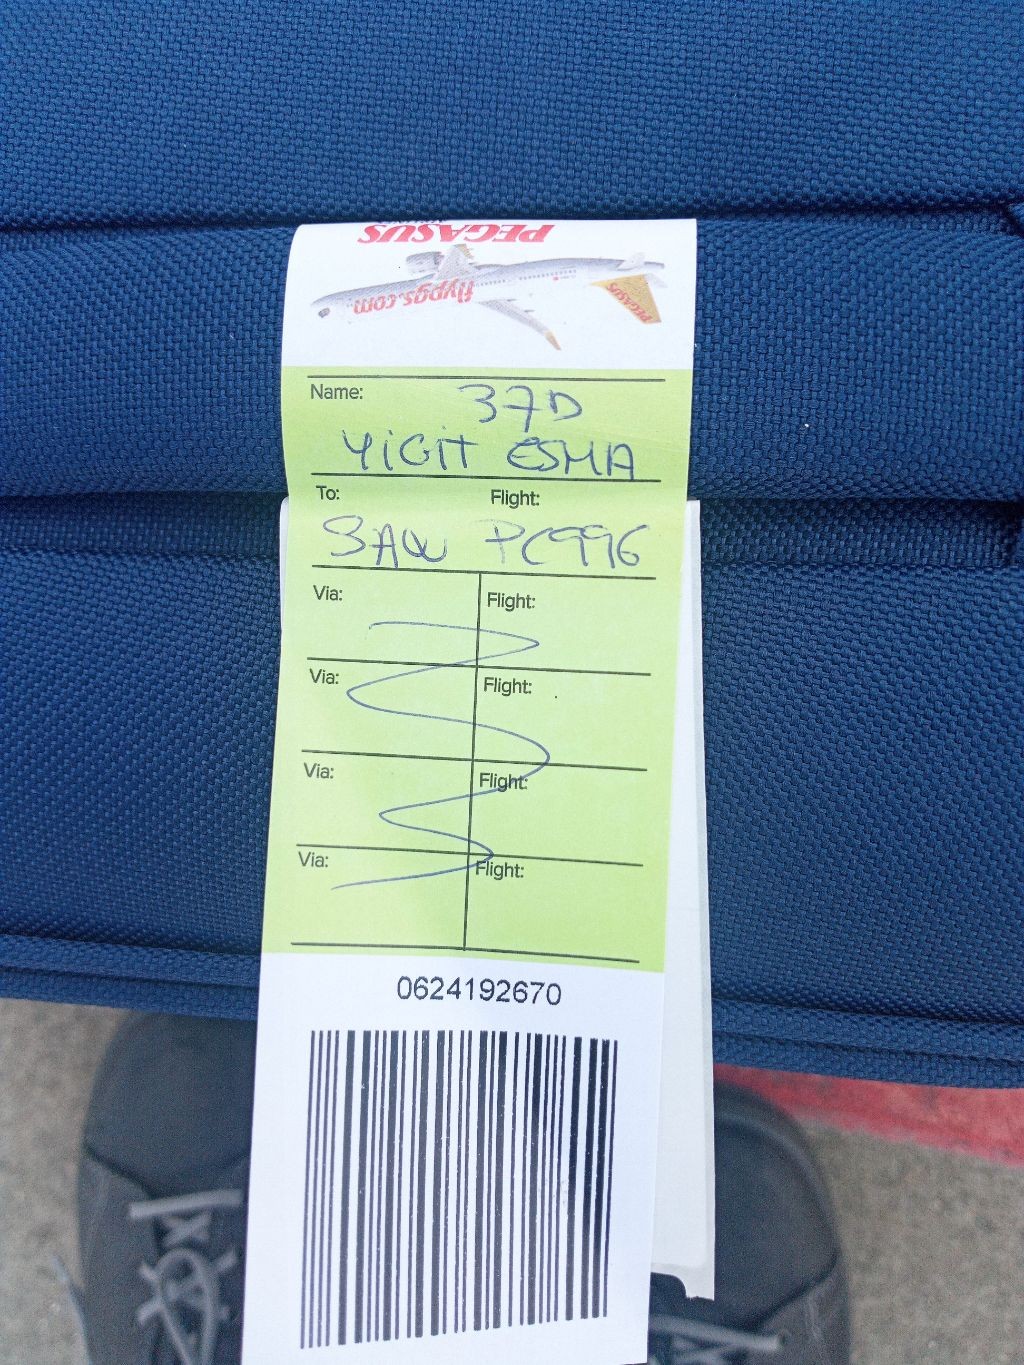 PEGASUS
flypgs.com
PEGASUS
Name: 37D
YiGiT ESMA
To: Flight:
SAW PC996
Via: Flight:
Via: Flight:
Via: Flight:
Via: Flight:
0624192670